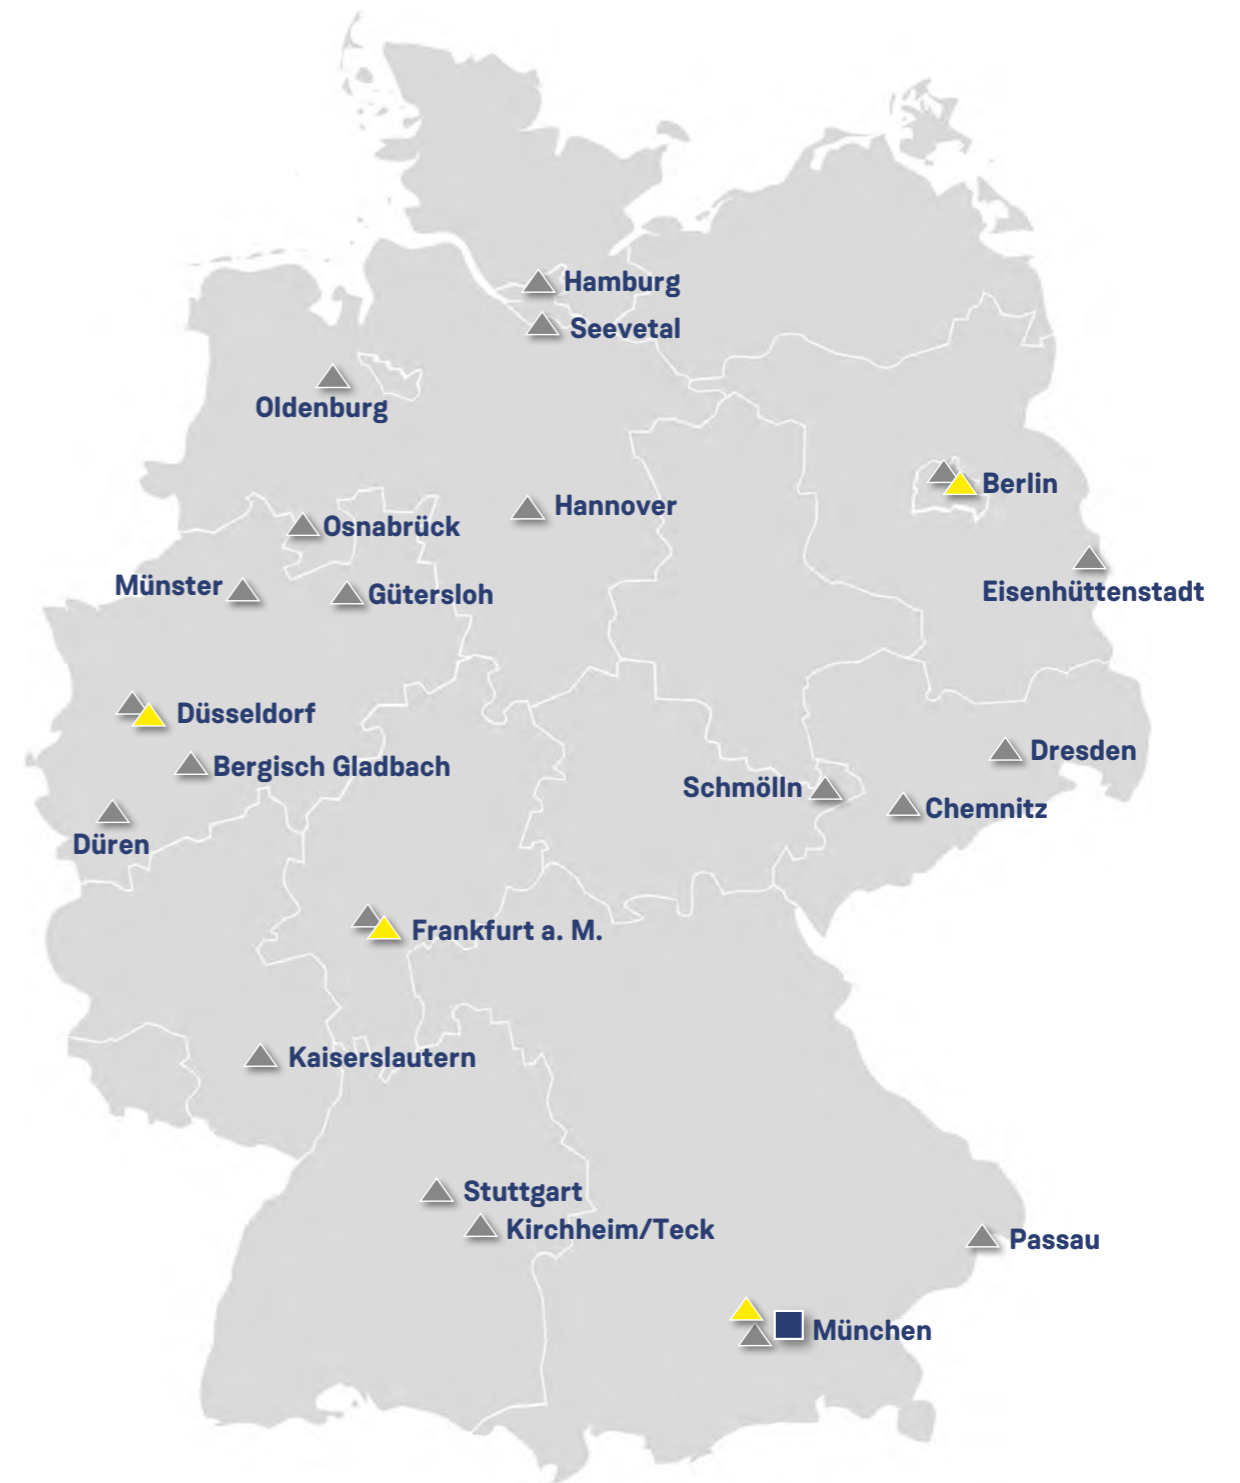 Hamburg
Seevetal
Oldenburg
Berlin
Hannover
Osnabrück
Eisenhüttenstadt
Münster
Gütersloh
Düsseldorf
Dresden
Bergisch Gladbach
Schmölln
Chemnitz
Düren
Frankfurt a. M.
Kaiserslautern
Stuttgart
Kirchheim/Teck
Passau
München